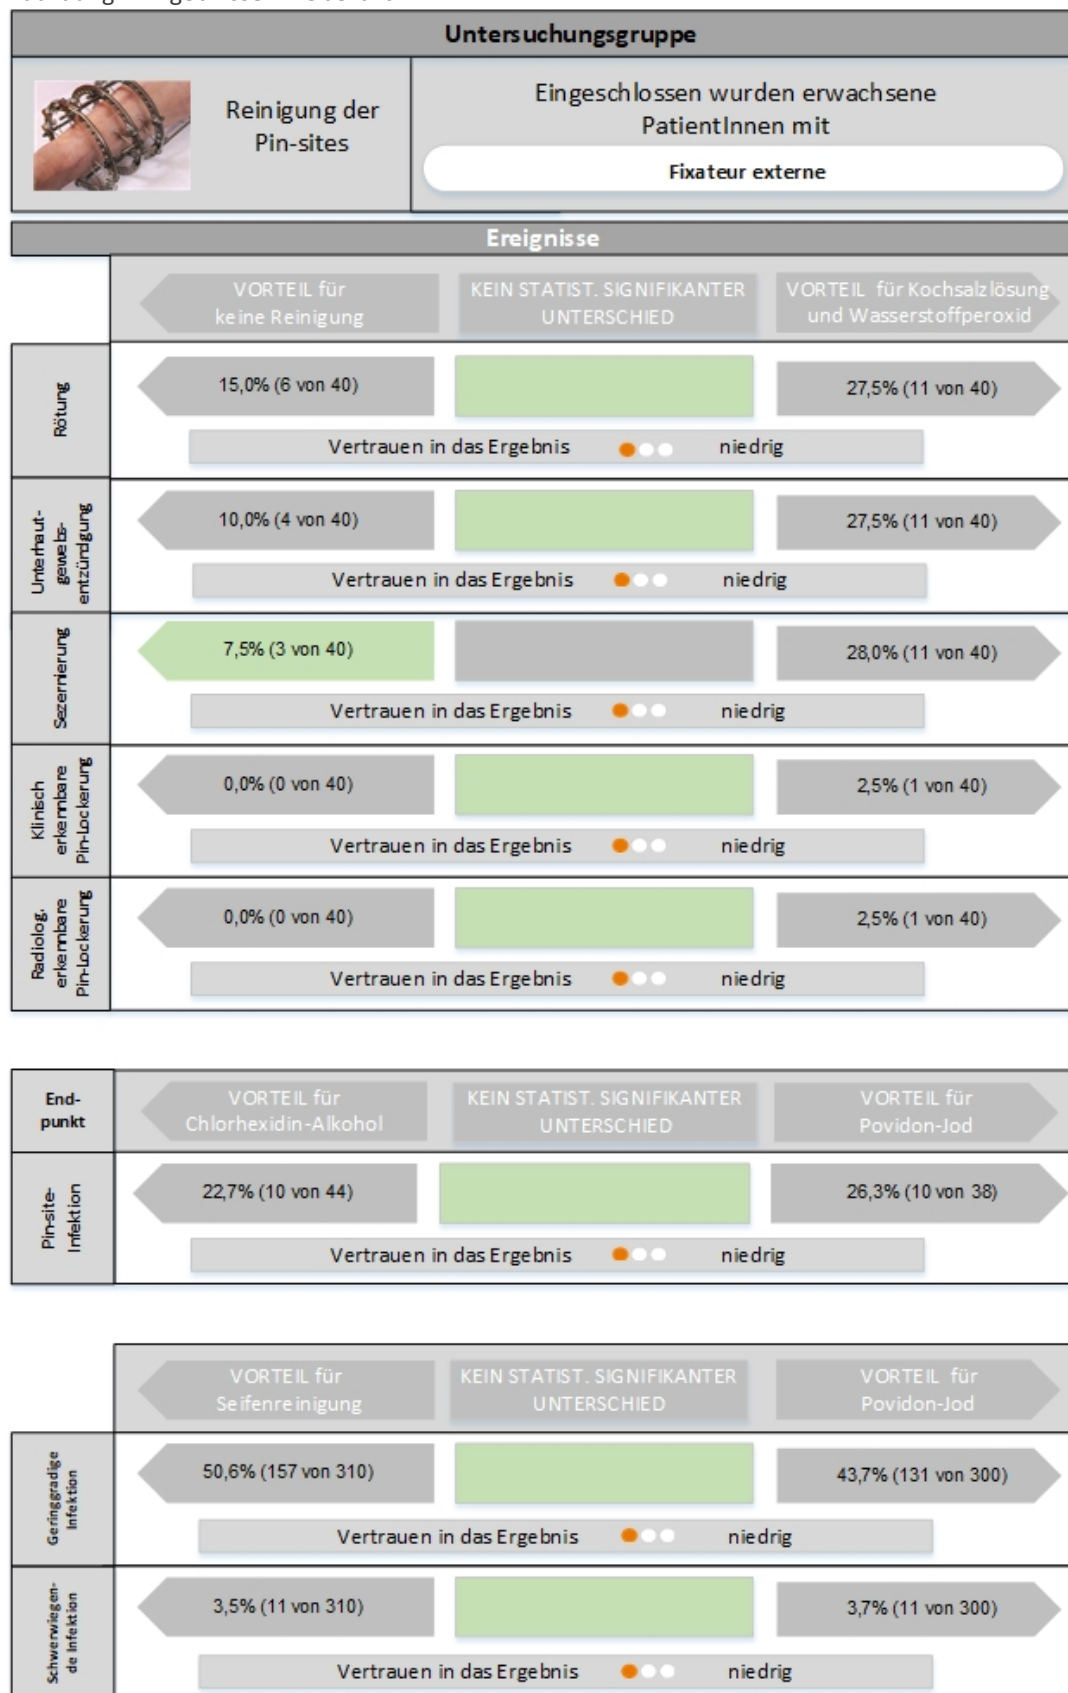 Untersuchungsgruppe
Reinigung der
Pin-sites
Eingeschlossen wurden erwachsene
PatientInnen mit
Fixateur externe
Ereignisse
VORTEIL für
keine Reinigung
KEIN STATIST. SIGNIFIKANTER
UNTERSCHIED
VORTEIL für Kochsalzlösung
und Wasserstoffperoxid
Rötung
15,0% (6 von 40)
27,5% (11 von 40)
Vertrauen in das Ergebnis niedrig
Unterhaut-
gewebs-
entzürdgung
10,0% (4 von 40)
27,5% (11 von 40)
Vertrauen in das Ergebnis niedrig
Sezernierung
7,5% (3 von 40)
28,0% (11 von 40)
Vertrauen in das Ergebnis niedrig
Klinisch
erkennbare
Pin-Lockerung
0,0% (0 von 40)
2,5% (1 von 40)
Vertrauen in das Ergebnis niedrig
Radiolog.
erkennbare
Pin-Lockerung
0,0% (0 von 40)
2,5% (1 von 40)
Vertrauen in das Ergebnis niedrig
End-
punkt
VORTEIL für
Chlorhexidin-Alkohol
KEIN STATIST. SIGNIFIKANTER
UNTERSCHIED
VORTEIL für
Povidon-Jod
Pin-site-
Infektion
22,7% (10 von 44)
26,3% (10 von 38)
Vertrauen in das Ergebnis niedrig
VORTEIL für
Seifenreinigung
KEIN STATIST. SIGNIFIKANTER
UNTERSCHIED
VORTEIL für
Povidon-Jod
Geringgradige
Infektion
50,6% (157 von 310)
43,7% (131 von 300)
Vertrauen in das Ergebnis niedrig
Schwerwiegen-
de Infektion
3,5% (11 von 310)
3,7% (11 von 300)
Vertrauen in das Ergebnis niedrig